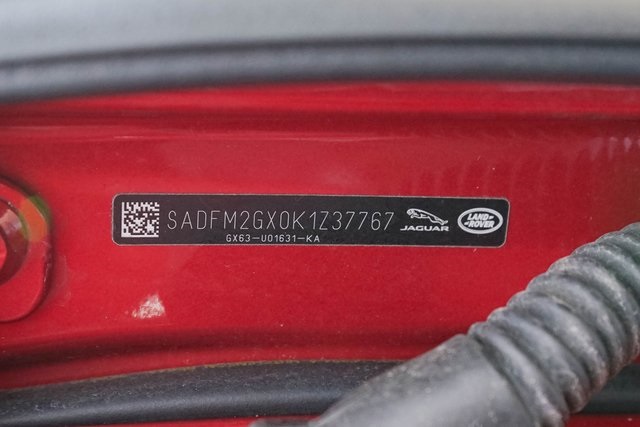 SADFM2GX0K1Z37767
GX63-U01631-KA
JAGUAR
LAND
ROVER